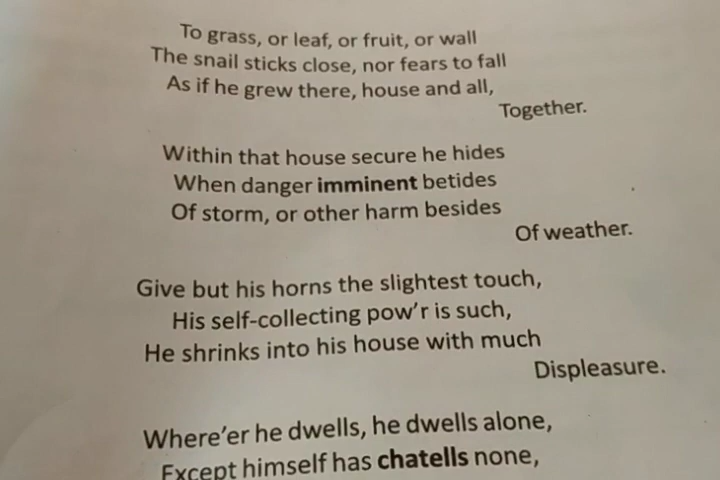 To grass, or leaf, or fruit, or wall
The snail sticks close, nor fears to fall
As if he grew there, house and all,
Together.
Within that house secure he hides
When danger imminent betides
Of storm, or other harm besides
Of weather.
Give but his horns the slightest touch,
His self-collecting pow’r is such,
He shrinks into his house with much
Displeasure.
Where’er he dwells, he dwells alone,
Except himself has chatells none,